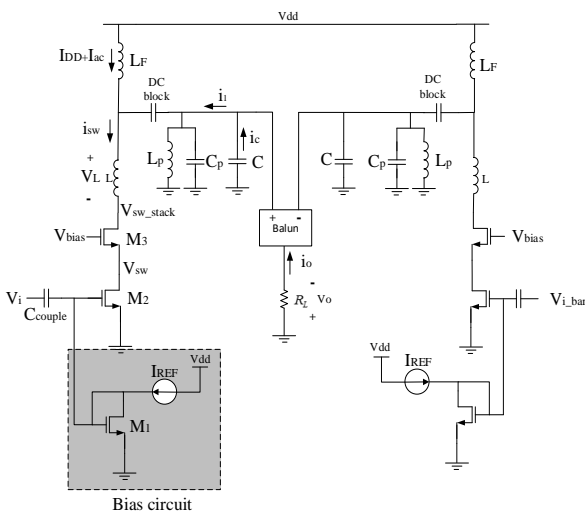 Vdd
IDD+Iac
LF
LF
DC block
DC block
i1
isw
ic
+
VL
L
-
Lp
Cp
C
C
Cp
Lp
L
Vsw_stack
+ -
Balun
Vbias
M3
Vbias
Vsw
io
Vi
M2
RL
-
Vo
+
Vi_bar
Ccouple
Vdd
IREF
Vdd
IREF
M1
Bias circuit